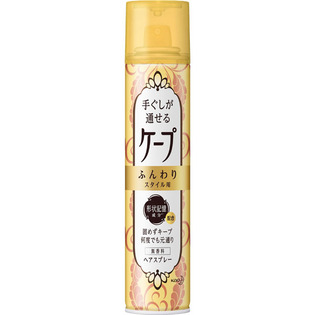 手ぐしが
通せる
ケープ
ふんわり
スタイル用
形状記憶
成分
固めずキープ
何度でも元通り
無香料
ヘアスプレー